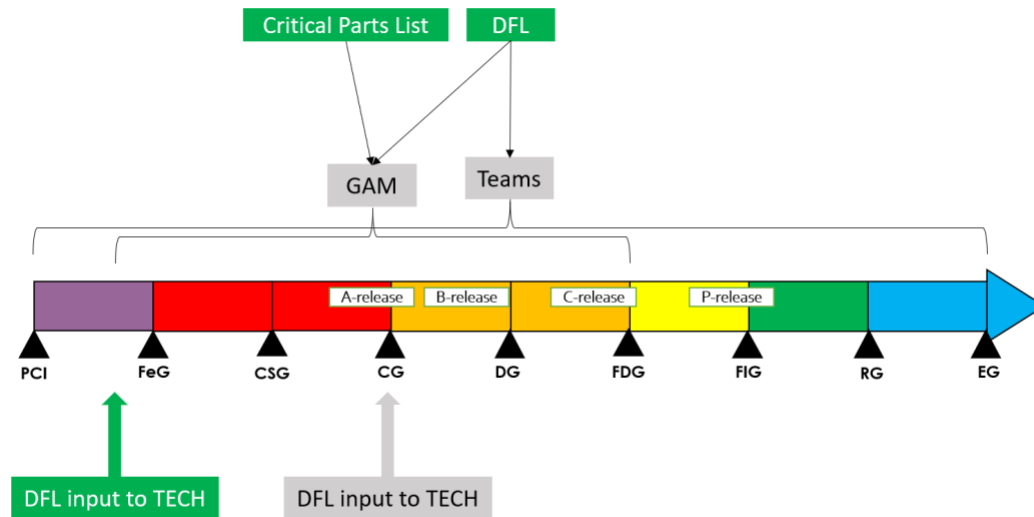 Critical Parts List
DFL
GAM
Teams
A-release
B-release
C-release
P-release
PCI
FeG
CSG
CG
DG
FDG
FIG
RG
EG
DFL input to TECH
DFL input to TECH